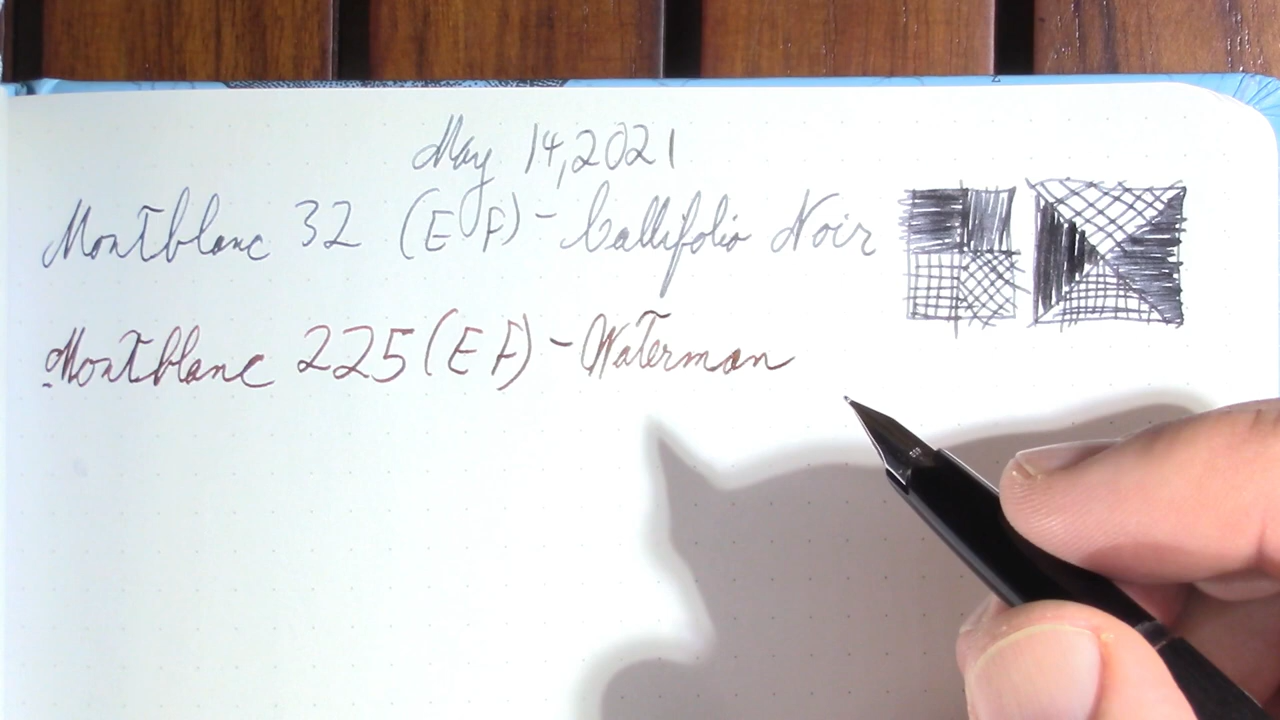 May 14, 2021
Montblanc 32 (EF) - Callifolio Noir
Montblanc 225 (EF) - Waterman